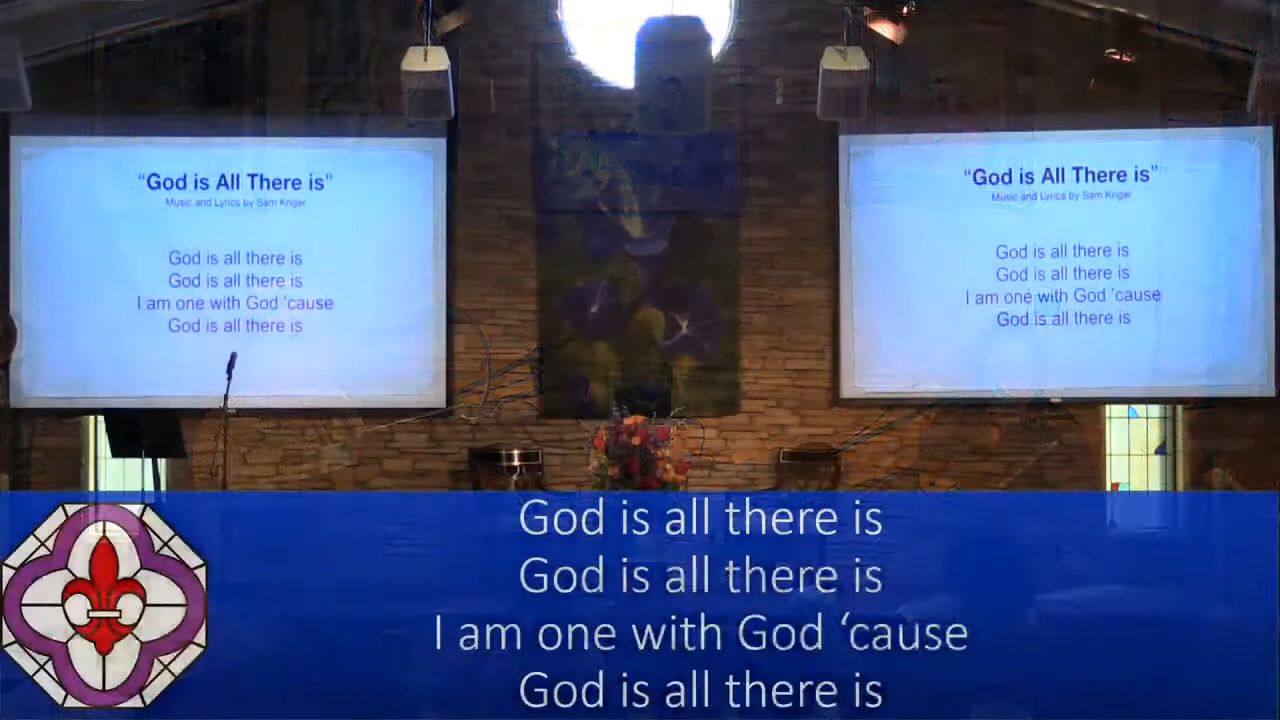 “God is All There is”
Music and Lyrics by Sam Kriger
God is all there is
God is all there is
I am one with God ‘cause
God is all there is
“God is All There is”
Music and Lyrics by Sam Kriger
God is all there is
God is all there is
I am one with God ‘cause
God is all there is
God is all there is
God is all there is
I am one with God ‘cause
God is all there is